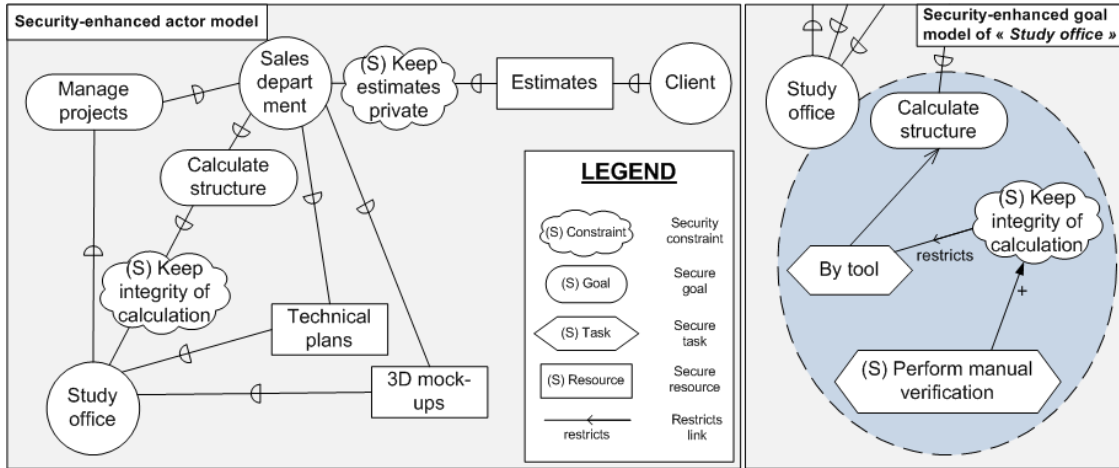 Security-enhanced actor model
Sales
depart
ment
(S) Keep
estimates
private
Estimates
Client
Manage
projects
Calculate
structure
(S) Keep
integrity of
calculation
Technical
plans
3D mock-
ups
Study
office
LEGEND
(S) Constraint
Security
constraint
(S) Goal
Secure
goal
(S) Task
Secure
task
(S) Resource
Secure
resource
restricts
Restricts
link
Security-enhanced goal
model of « Study office »
Study
office
Calculate
structure
(S) Keep
integrity of
calculation
restricts
By tool
+
(S) Perform manual
verification